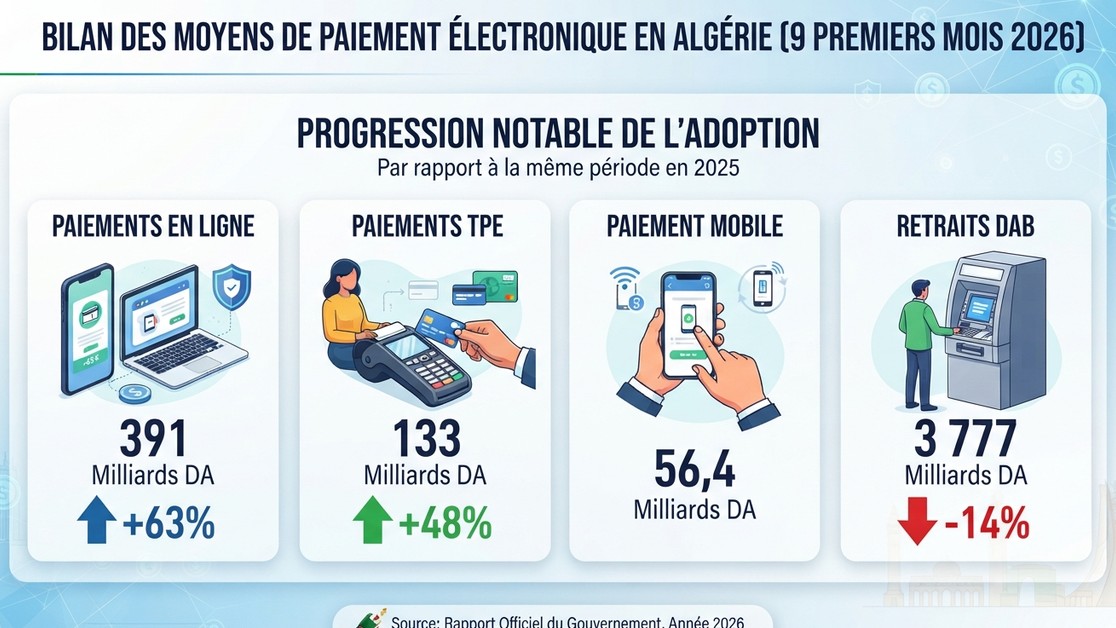 BILAN DES MOYENS DE PAIEMENT ÉLECTRONIQUE EN ALGÉRIE (9 PREMIERS MOIS 2026)
PROGRESSION NOTABLE DE L'ADOPTION
Par rapport à la même période en 2025
PAIEMENTS EN LIGNE
391
Milliards DA
+63%
PAIEMENTS TPE
133
Milliards DA
+48%
PAIEMENT MOBILE
56,4
Milliards DA
RETRAITS DAB
3 777
Milliards DA
-14%
Source: Rapport Officiel du Gouvernement, Année 2026